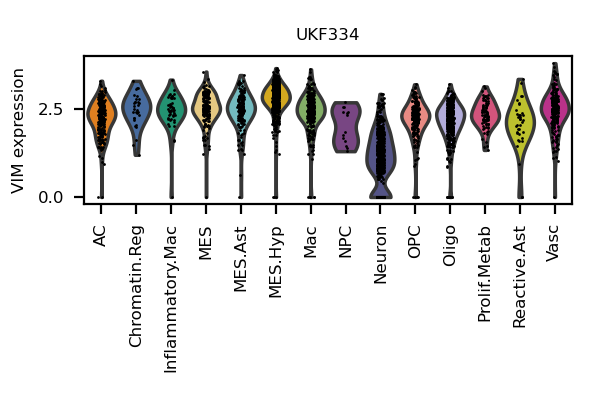 UKF334
VIM expression
2.5
0.0
AC
Chromatin.Reg
Inflammatory.Mac
MES
MES.Ast
MES.Hyp
Mac
NPC
Neuron
OPC
Oligo
Prolif.Metab
Reactive.Ast
Vasc